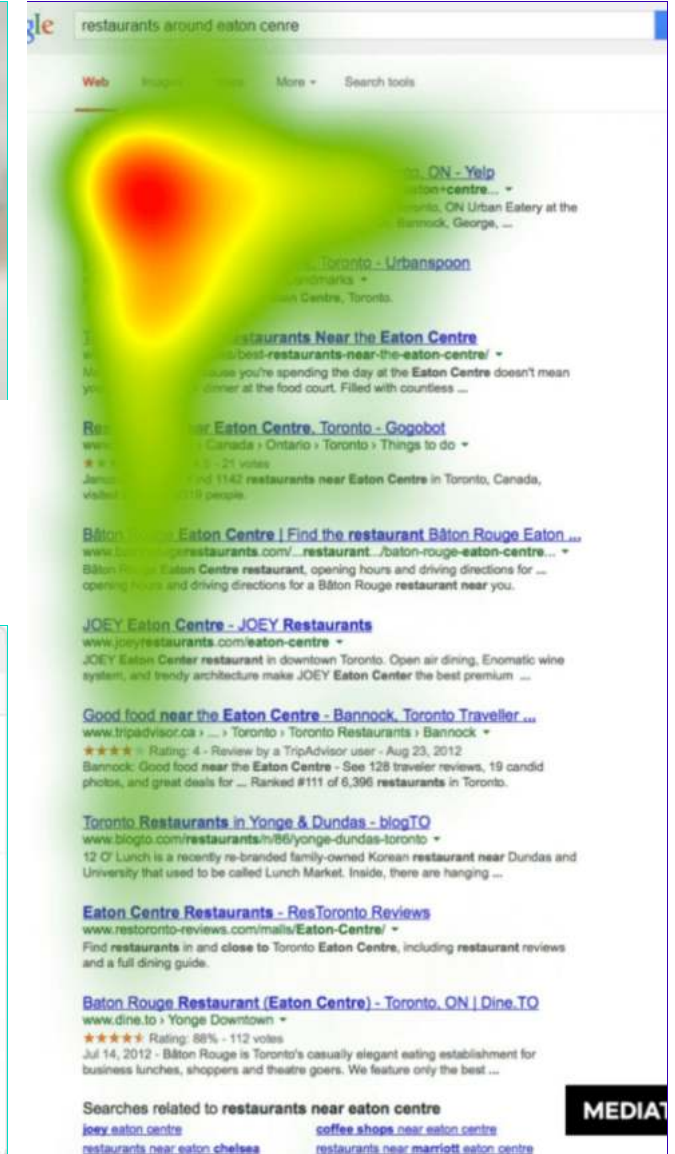 gle restaurants around eaton cenre
Web More Search tools
ON - Yelp
aton+centre...
ON Urban Eatery at the
Bannock, George, ...
Toronto - Urbanspoon
Centre, Toronto.
Restaurants Near the Eaton Centre
/best-restaurants-near-the-eaton-centre/
you're spending the day at the Eaton Centre doesn't mean
dinner at the food court. Filled with countless ...
Eaton Centre, Toronto - Gogobot
Canada › Ontario › Toronto › Things to do
- 21 votes
1142 restaurants near Eaton Centre in Toronto, Canada,
visited people.
Bâton Rouge Eaton Centre | Find the restaurant Bâton Rouge Eaton ...
restaurants.com/...restaurant.../baton-rouge-eaton-centre...
Bâton Rouge Eaton Centre restaurant, opening hours and driving directions for ...
opening hours and driving directions for a Bâton Rouge restaurant near you.
JOEY Eaton Centre - JOEY Restaurants
www.joeyrestaurants.com/eaton-centre
JOEY Eaton Center restaurant in downtown Toronto. Open air dining, Enomatic wine
system, and trendy architecture make JOEY Eaton Center the best premium ...
Good food near the Eaton Centre - Bannock, Toronto Traveller ...
www.tripadvisor.ca › ... › Toronto › Toronto Restaurants › Bannock
Rating: 4 - Review by a TripAdvisor user - Aug 23, 2012
Bannock: Good food near the Eaton Centre - See 128 traveler reviews, 19 candid
photos, and great deals for ... Ranked #111 of 6,396 restaurants in Toronto.
Toronto Restaurants in Yonge & Dundas - blogTO
www.blogto.com/restaurants/n/86/yonge-dundas-toronto
12 O' Lunch is a recently re-branded family-owned Korean restaurant near Dundas and
University that used to be called Lunch Market. Inside, there are hanging ...
Eaton Centre Restaurants - ResToronto Reviews
www.restoronto-reviews.com/malls/Eaton-Centre/
Find restaurants in and close to Toronto Eaton Centre, including restaurant reviews
and a full dining guide.
Baton Rouge Restaurant (Eaton Centre) - Toronto, ON | Dine.TO
www.dine.to › Yonge Downtown
Rating: 88% - 112 votes
Jul 14, 2012 - Bâton Rouge is Toronto's casually elegant eating establishment for
business lunches, shoppers and theatre goers. We feature only the best ...
Searches related to restaurants near eaton centre
joey eaton centre coffee shops near eaton centre
restaurants near eaton chelsea restaurants near marriott eaton centre
MEDIAT